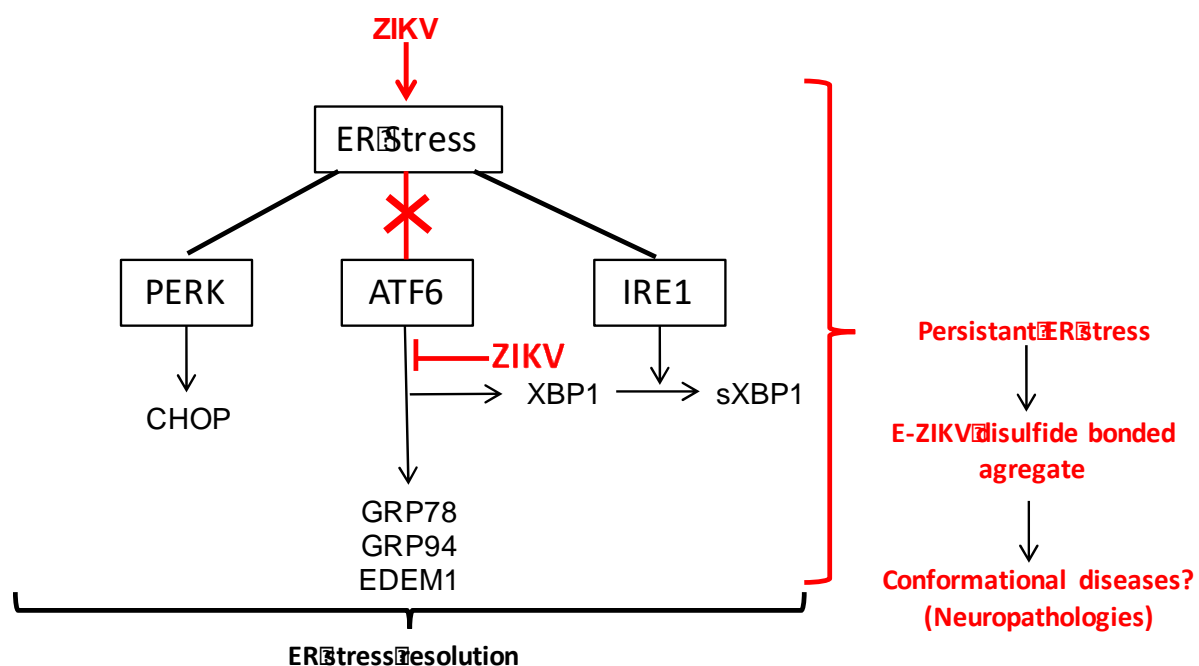 ZIKV
ER Stress
PERK
ATF6
IRE1
ZIKV
CHOP
XBP1
sXBP1
GRP78
GRP94
EDEM1
ER stress resolution
Persistant ER stress
E-ZIKV disulfide bonded
agregate
Conformational diseases?
(Neuropathologies)